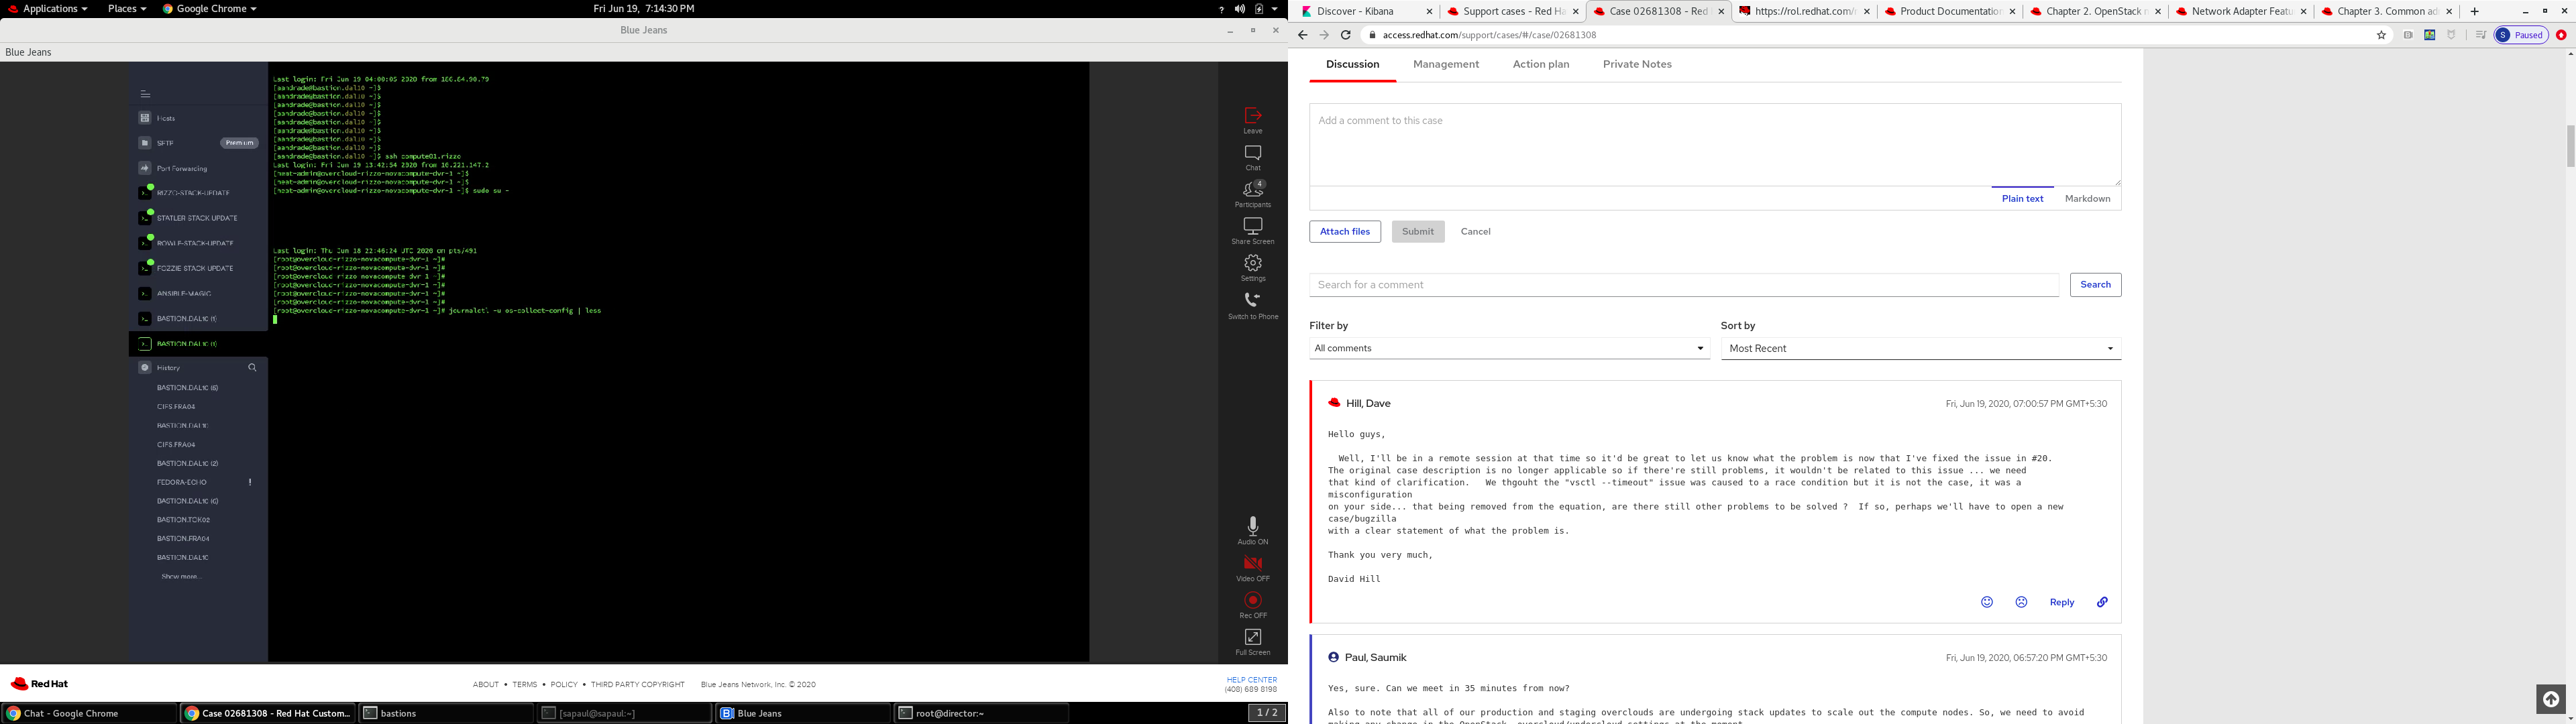 Applications
Places
Google Chrome
Fri Jun 19, 7:14:30 PM
Blue Jeans
Blue Jeans
Hosts
SFTP
Premium
Port Forwarding
RIZZO-STACK-UPDATE
STATLER STACK UPDATE
ROWLF-STACK-UPDATE
FOZZIE STACK UPDATE
ANSIBLE-MAGIC
BASTION.DAL10 (1)
BASTION.DAL10 (1)
History
BASTION.DAL10 (8)
CIFS.FRA04
BASTION.DAL10
CIFS.FRA04
BASTION.DAL10 (2)
FEDORA-ECHO !
BASTION.DAL10 (6)
BASTION.TOK02
BASTION.FRA04
BASTION.DAL10
Show more...
Last login: Fri Jun 19 04:00:05 2020 from 186.84.90.79
[aandrade@bastion.dal10 ~]$
[aandrade@bastion.dal10 ~]$
[aandrade@bastion.dal10 ~]$
[aandrade@bastion.dal10 ~]$
[aandrade@bastion.dal10 ~]$
[aandrade@bastion.dal10 ~]$
[aandrade@bastion.dal10 ~]$
[aandrade@bastion.dal10 ~]$
[aandrade@bastion.dal10 ~]$ ssh compute01.rizzo
Last login: Fri Jun 19 13:42:54 2020 from 10.221.147.2
[heat-admin@overcloud-rizzo-novacompute-dvr-1 ~]$
[heat-admin@overcloud-rizzo-novacompute-dvr-1 ~]$
[heat-admin@overcloud-rizzo-novacompute-dvr-1 ~]$ sudo su -
Last login: Thu Jun 18 22:46:24 UTC 2020 on pts/491
[root@overcloud-rizzo-novacompute-dvr-1 ~]#
[root@overcloud-rizzo-novacompute-dvr-1 ~]#
[root@overcloud-rizzo-novacompute-dvr-1 ~]#
[root@overcloud-rizzo-novacompute-dvr-1 ~]#
[root@overcloud-rizzo-novacompute-dvr-1 ~]#
[root@overcloud-rizzo-novacompute-dvr-1 ~]#
[root@overcloud-rizzo-novacompute-dvr-1 ~]# journalctl -u os-collect-config | less
Leave
Chat
4
Participants
Share Screen
Settings
Switch to Phone
Audio ON
Video OFF
Rec OFF
Full Screen
Red Hat
ABOUT • TERMS • POLICY • THIRD PARTY COPYRIGHT Blue Jeans Network, Inc. © 2020
HELP CENTER
(408) 689 8198
Chat - Google Chrome
Case 02681308 - Red Hat Custom...
bastions
[sapaul@sapaul:~]
Blue Jeans
root@director:~
1 / 2
Discover - Kibana
Support cases - Red Ha
Case 02681308 - Red
https://rol.redhat.com/r
Product Documentation
Chapter 2. OpenStack n
Network Adapter Featu
Chapter 3. Common ad
access.redhat.com/support/cases/#/case/02681308
S Paused
Discussion
Management
Action plan
Private Notes
Add a comment to this case
Plain text
Markdown
Attach files
Submit
Cancel
Search for a comment
Search
Filter by
Sort by
All comments
Most Recent
Hill, Dave
Fri, Jun 19, 2020, 07:00:57 PM GMT+5:30
Hello guys,
Well, I'll be in a remote session at that time so it'd be great to let us know what the problem is now that I've fixed the issue in #20.
The original case description is no longer applicable so if there're still problems, it wouldn't be related to this issue ... we need
that kind of clarification. We thgouht the "vsctl --timeout" issue was caused to a race condition but it is not the case, it was a
misconfiguration
on your side... that being removed from the equation, are there still other problems to be solved ? If so, perhaps we'll have to open a new
case/bugzilla
with a clear statement of what the problem is.
Thank you very much,
David Hill
Reply
Paul, Saumik
Fri, Jun 19, 2020, 06:57:20 PM GMT+5:30
Yes, sure. Can we meet in 35 minutes from now?
Also to note that all of our production and staging overclouds are undergoing stack updates to scale out the compute nodes. So, we need to avoid
making any change in the OpenStack overcloud/undercloud settings at the moment.